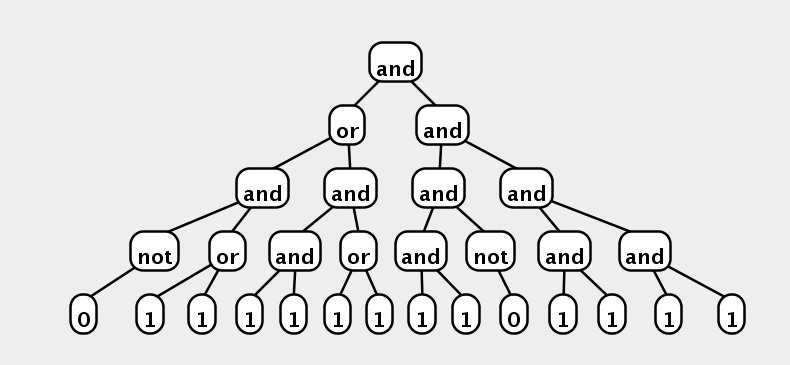 and
or and
and and and and
not or and or and not and and
0 1 1 1 1 1 1 1 1 0 1 1 1 1